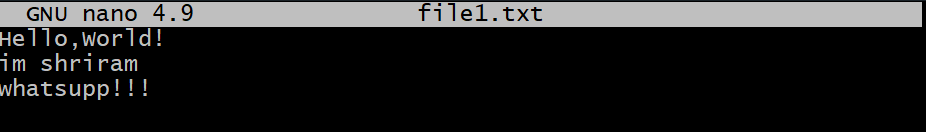 GNU nano 4.9 file1.txt
Hello,World!
im shriram
whatsupp!!!